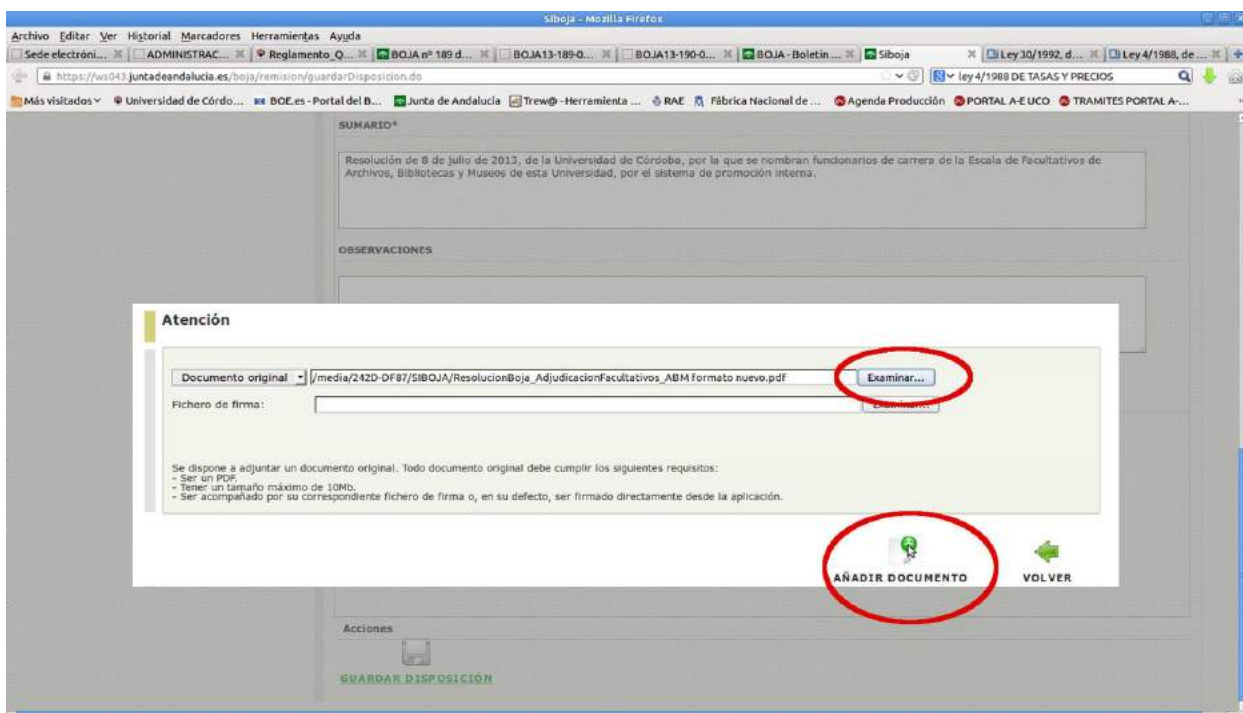 Siboja - Mozilla Firefox
Archivo Editar Ver Historial Marcadores Herramientas Ayuda
Sede electróni... ADMINISTRAC... Reglamento_O... BOJA nº 189 d... BOJA13-189-0... BOJA13-190-0... BOJA - Boletín ... Siboja Ley 30/1992, d... Ley 4/1988, de ...
https://ws043.juntadeandalucia.es/boja/remision/guardarDisposicion.do ley 4/1988 DE TASAS Y PRECIOS
Más visitados Universidad de Córdo... BOE.es - Portal del B... Junta de Andalucía Trew@ -Herramienta ... RAE Fábrica Nacional de ... Agenda Producción PORTAL A-E UCO TRAMITES PORTAL A-...
SUMARIO*
Resolución de 8 de julio de 2013, de la Universidad de Córdoba, por la que se nombran funcionarios de carrera de la Escala de Facultativos de
Archivos, Bibliotecas y Museos de esta Universidad, por el sistema de promoción interna.
OBSERVACIONES
Atención
Documento original /media/242D-DF87/SIBOJA/ResolucionBoja_AdjudicacionFacultativos_ABM formato nuevo.pdf Examinar...
Fichero de firma: Examinar...
Se dispone a adjuntar un documento original. Todo documento original debe cumplir los siguientes requisitos:
- Ser un PDF.
- Tener un tamaño máximo de 10Mb.
- Ser acompañado por su correspondiente fichero de firma o, en su defecto, ser firmado directamente desde la aplicación.
AÑADIR DOCUMENTO VOLVER
Acciones
GUARDAR DISPOSICIÓN